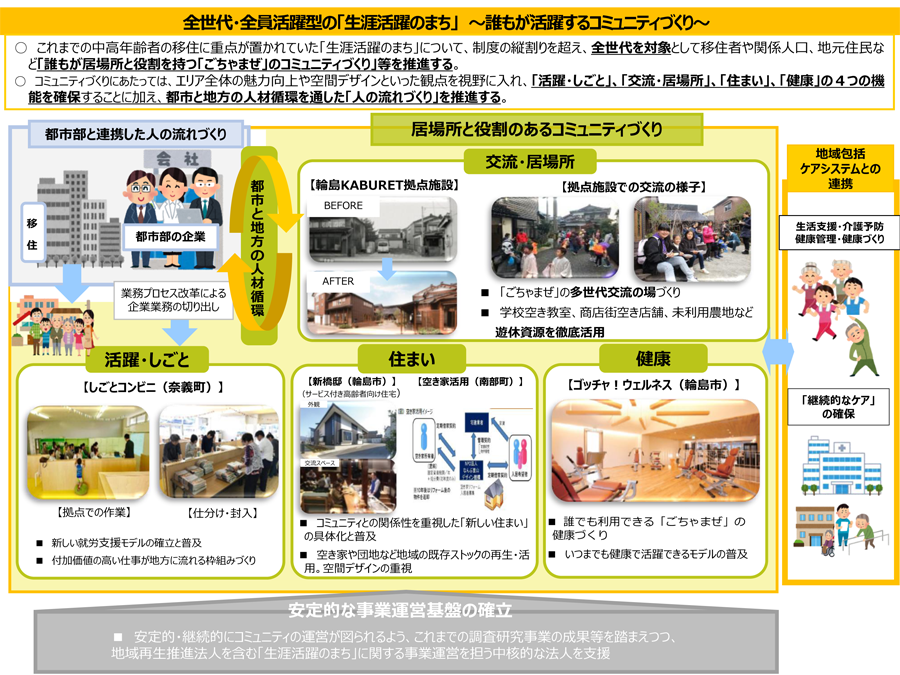 全世代・全員活躍型の「生涯活躍のまち」 ～誰もが活躍するコミュニティづくり～
○ これまでの中高年齢者の移住に重点が置かれていた「生涯活躍のまち」について、制度の縦割りを超え、全世代を対象として移住者や関係人口、地元住民な
ど「誰もが居場所と役割を持つ「ごちゃまぜ」のコミュニティづくり」等を推進する。
○ コミュニティづくりにあたっては、エリア全体の魅力向上や空間デザインといった観点を視野に入れ、「活躍・しごと」、「交流・居場所」、「住まい」、「健康」の４つの機
能を確保することに加え、都市と地方の人材循環を通した「人の流れづくり」を推進する。
都市部と連携した人の流れづくり
会 社
移
住
都市部の企業
業務プロセス改革による
企業業務の切り出し
都市と地方の人材循環
居場所と役割のあるコミュニティづくり
交流・居場所
【輪島KABURET拠点施設】
BEFORE
AFTER
【拠点施設での交流の様子】
■ 「ごちゃまぜ」の多世代交流の場づくり
■ 学校空き教室、商店街空き店舗、未利用農地など
遊休資源を徹底活用
活躍・しごと
【しごとコンビニ（奈義町）】
【拠点での作業】
【仕分け・封入】
■ 新しい就労支援モデルの確立と普及
■ 付加価値の高い仕事が地方に流れる枠組みづくり
住まい
【新橋邸（輪島市）】
（サービス付き高齢者向け住宅）
外観
交流スペース
【空き家活用（南部町）】
■ コミュニティとの関係性を重視した「新しい住まい」
の具体化と普及
■ 空き家や団地など地域の既存ストックの再生・活
用。空間デザインの重視
健康
【ゴッチャ！ウェルネス（輪島市）】
■ 誰でも利用できる「ごちゃまぜ」の
健康づくり
■ いつまでも健康で活躍できるモデルの普及
地域包括
ケアシステムとの
連携
生活支援・介護予防
健康管理・健康づくり
「継続的なケア」
の確保
安定的な事業運営基盤の確立
■ 安定的・継続的にコミュニティの運営が図られるよう、これまでの調査研究事業の成果等を踏まえつつ、
地域再生推進法人を含む「生涯活躍のまち」に関する事業運営を担う中核的な法人を支援